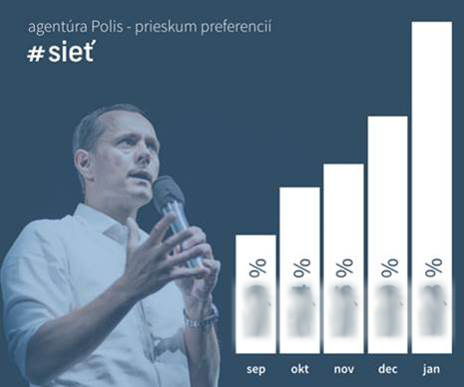 agentúra Polis - prieskum preferencií
#sieť
%
%
%
%
%
sep
okt
nov
dec
jan